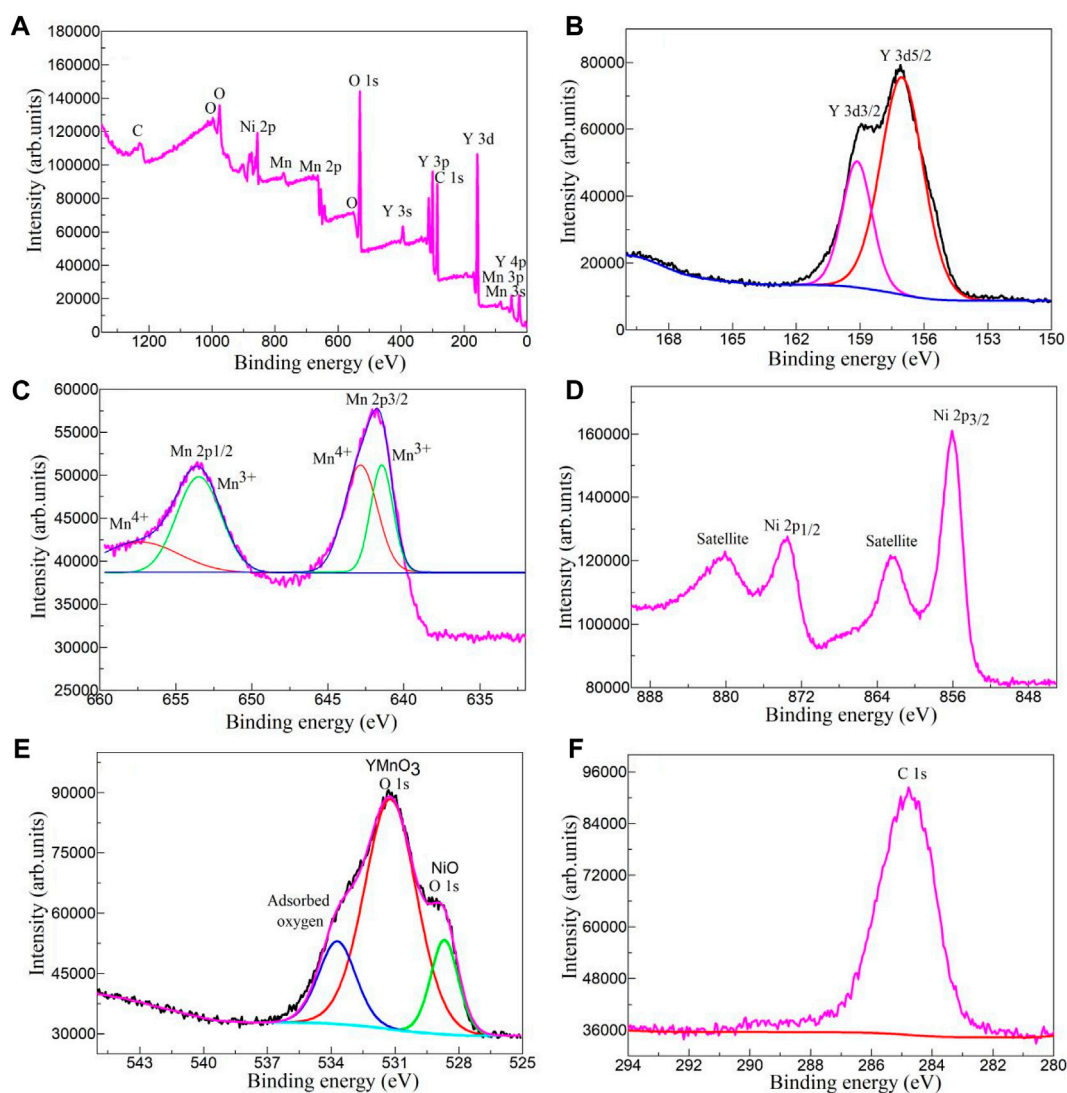 A
180000
160000
140000
120000
100000
80000
60000
40000
20000
0
Intensity (arb.units)
C
O
O
Ni 2p
Mn
Mn 2p
O
O 1s
Y 3s
Y 3p
C 1s
Y 3d
Y 4p
Mn 3p
Mn 3s
1200 1000 800 600 400 200 0
Binding energy (eV)
B
80000
60000
40000
20000
0
Intensity (arb.units)
Y 3d5/2
Y 3d3/2
168 165 162 159 156 153 150
Binding energy (eV)
C
60000
55000
50000
45000
40000
35000
30000
25000
Intensity (arb.units)
Mn 2p3/2
Mn4+
Mn3+
Mn 2p1/2
Mn3+
Mn4+
660 655 650 645 640 635
Binding energy (eV)
D
160000
140000
120000
100000
80000
Intensity (arb.units)
Ni 2p3/2
Ni 2p1/2
Satellite
Satellite
888 880 872 864 856 848
Binding energy (eV)
E
90000
75000
60000
45000
30000
Intensity (arb.units)
YMnO3
O 1s
NiO
O 1s
Adsorbed
oxygen
543 540 537 534 531 528 525
Binding energy (eV)
F
96000
84000
72000
60000
48000
36000
Intensity (arb.units)
C 1s
294 292 290 288 286 284 282 280
Binding energy (eV)